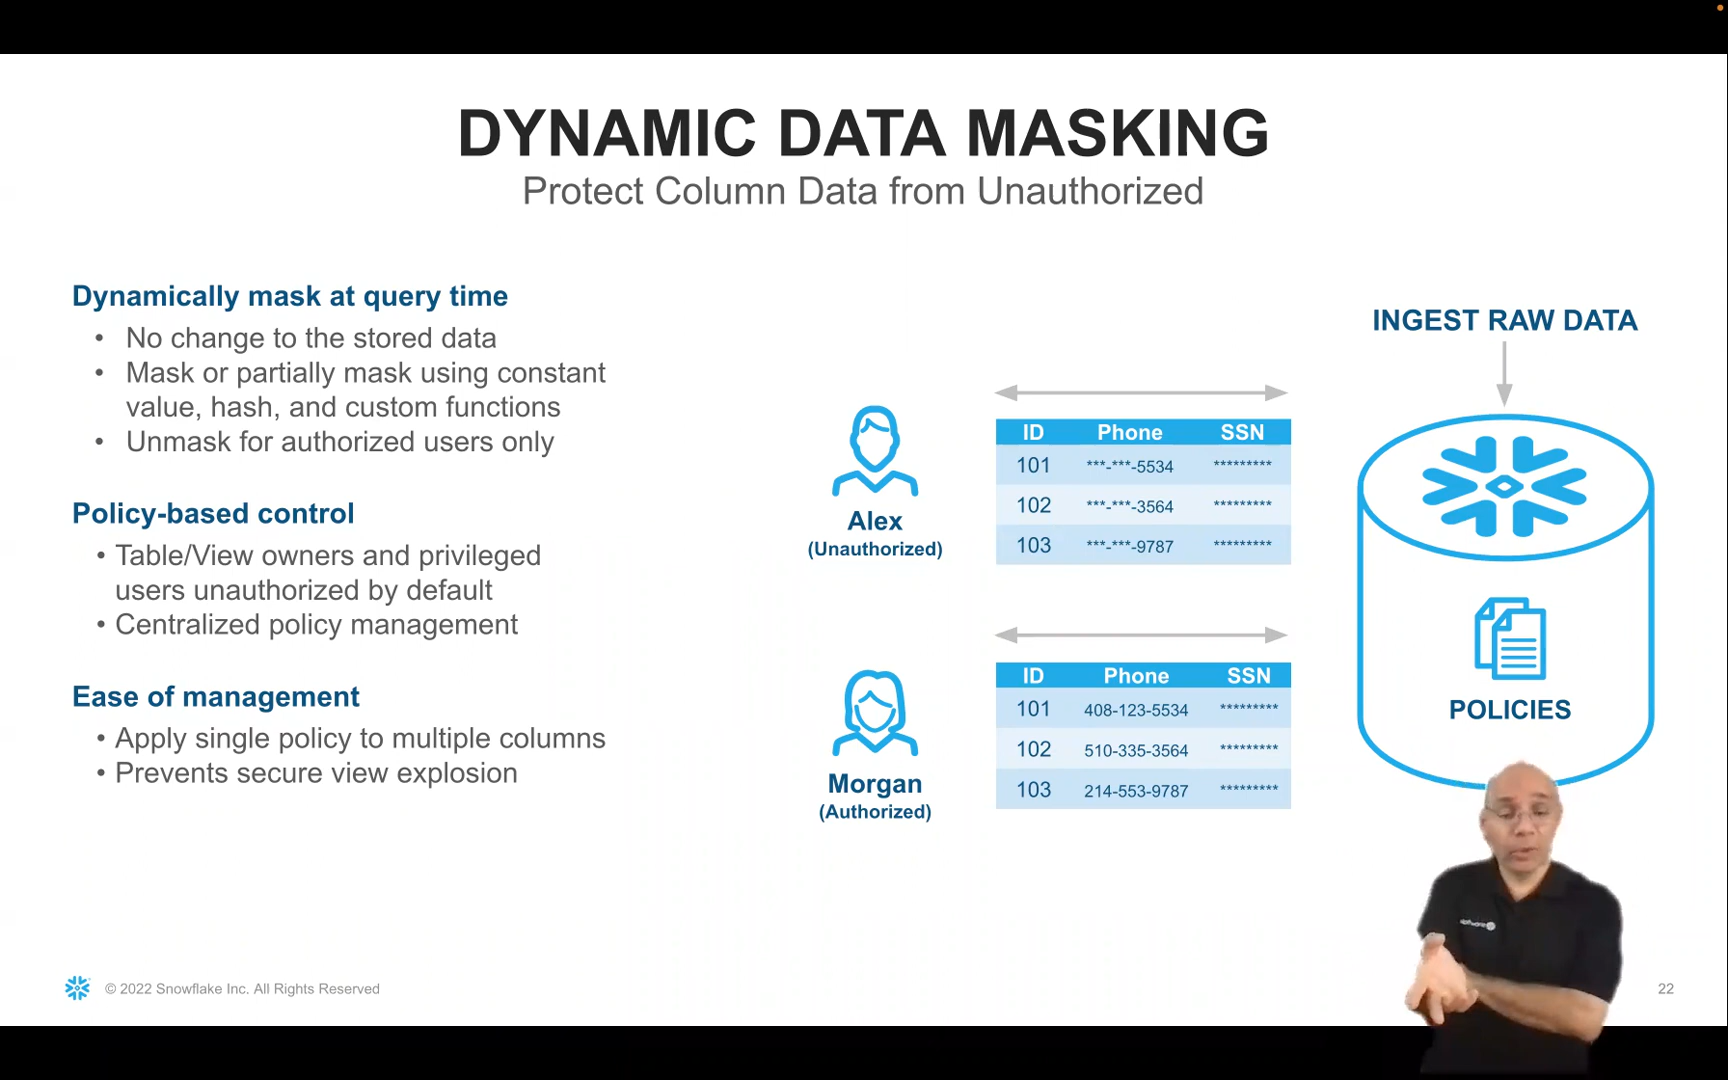 DYNAMIC DATA MASKING
Protect Column Data from Unauthorized
Dynamically mask at query time
• No change to the stored data
• Mask or partially mask using constant
value, hash, and custom functions
• Unmask for authorized users only
Policy-based control
• Table/View owners and privileged
users unauthorized by default
• Centralized policy management
Ease of management
• Apply single policy to multiple columns
• Prevents secure view explosion
Alex
(Unauthorized)
ID Phone SSN
101 ***-***-5534 *********
102 ***-***-3564 *********
103 ***-***-9787 *********
Morgan
(Authorized)
ID Phone SSN
101 408-123-5534 *********
102 510-335-3564 *********
103 214-553-9787 *********
INGEST RAW DATA
POLICIES
© 2022 Snowflake Inc. All Rights Reserved
22